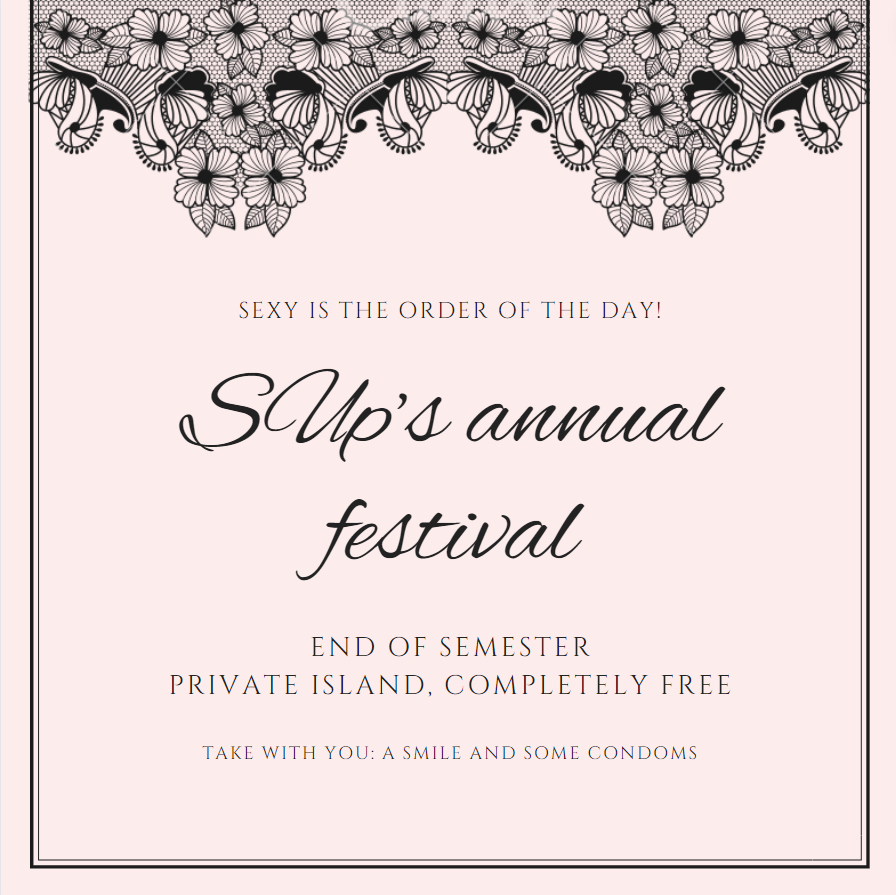 SEXY IS THE ORDER OF THE DAY!
SUp's annual
festival
END OF SEMESTER
PRIVATE ISLAND, COMPLETELY FREE
TAKE WITH YOU: A SMILE AND SOME CONDOMS